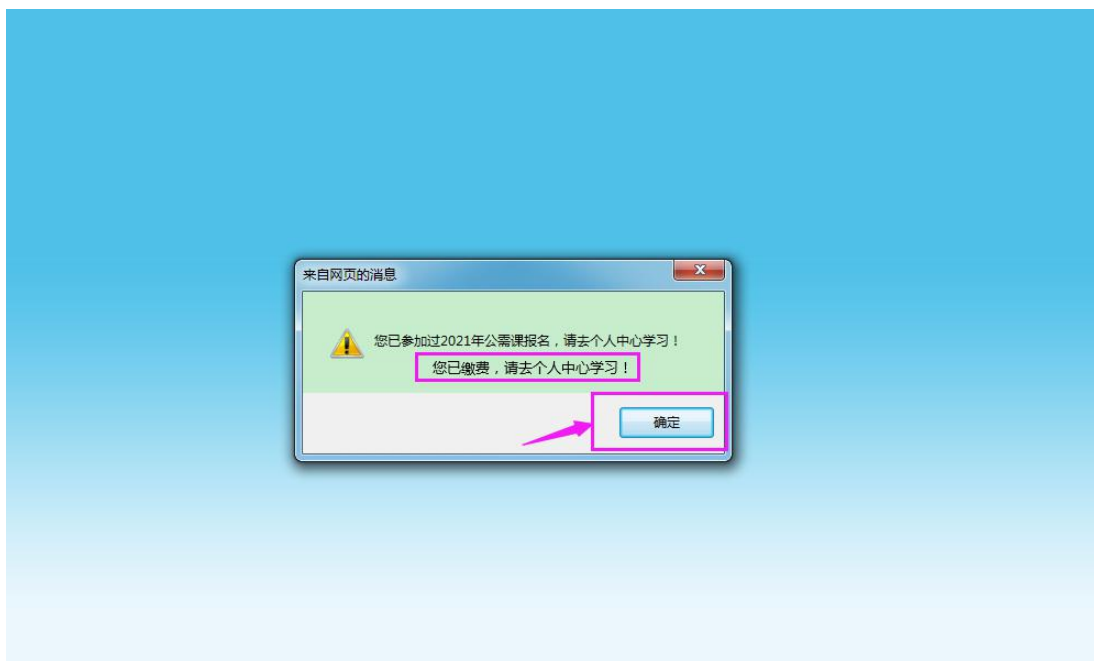 来自网页的消息
您已参加过2021年公需课报名，请去个人中心学习！
您已缴费，请去个人中心学习！
确定